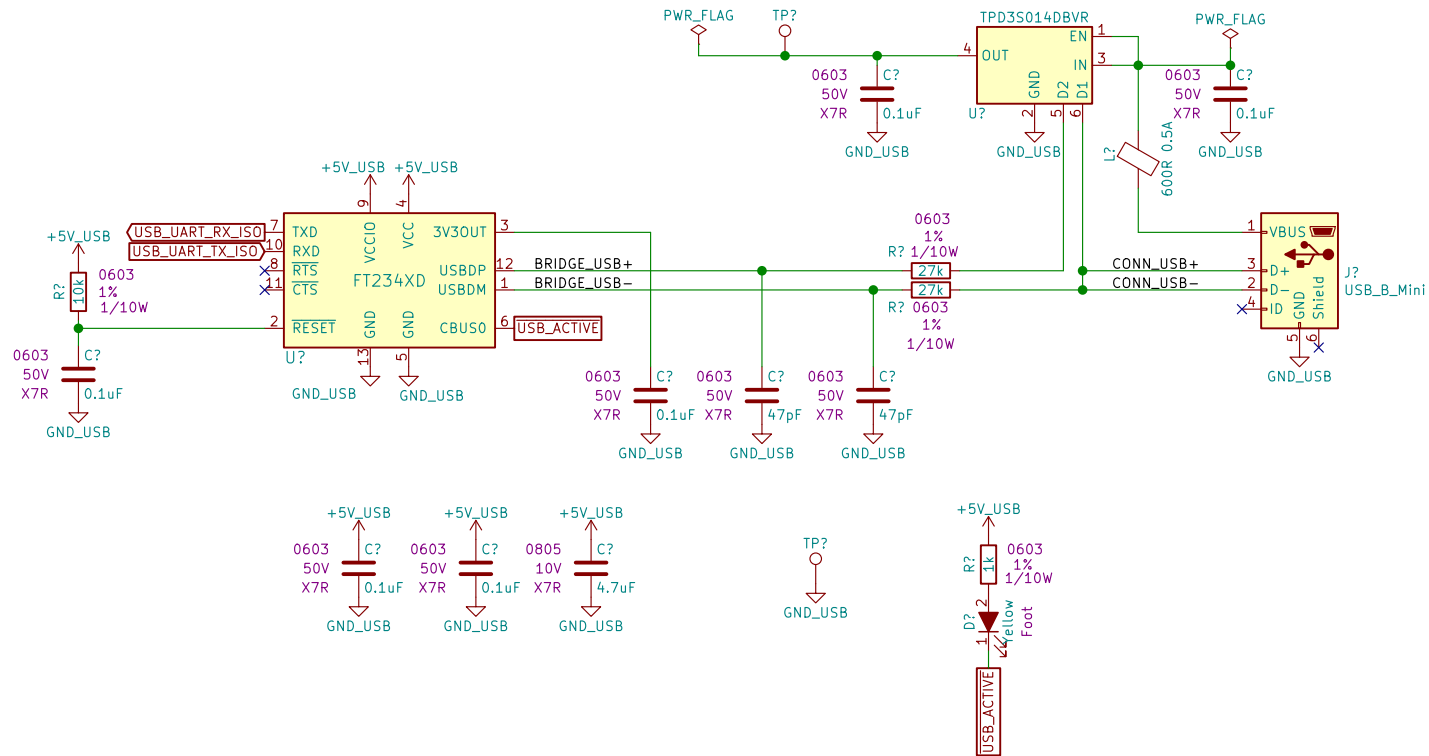 PWR_FLAG
TP?
TPD3S014DBVR
PWR_FLAG
4
OUT
EN
1
IN
3
GND
D2
D1
2
5
6
U?
0603
50V
X7R
C?
0.1uF
GND_USB
GND_USB
0603
50V
X7R
C?
0.1uF
GND_USB
L?
600R 0.5A
+5V_USB
+5V_USB
9
4
USB_UART_RX_ISO
7
TXD
USB_UART_TX_ISO
10
RXD
8
RTS
11
CTS
2
RESET
VCCIO
VCC
FT234XD
GND
GND
13
5
3V3OUT
3
USBDP
12
USBDM
1
CBUS0
6
USB_ACTIVE
U?
GND_USB
GND_USB
+5V_USB
R?
10k
0603
1%
1/10W
0603
50V
X7R
C?
0.1uF
GND_USB
BRIDGE_USB+
BRIDGE_USB-
0603
1%
1/10W
R?
27k
27k
R?
0603
1%
1/10W
CONN_USB+
CONN_USB-
1
VBUS
3
D+
2
D-
4
ID
GND
Shield
5
6
J?
USB_B_Mini
GND_USB
0603
50V
X7R
C?
0.1uF
GND_USB
0603
50V
X7R
C?
47pF
GND_USB
0603
50V
X7R
C?
47pF
GND_USB
+5V_USB
0603
50V
X7R
C?
0.1uF
GND_USB
+5V_USB
0603
50V
X7R
C?
0.1uF
GND_USB
+5V_USB
0805
10V
X7R
C?
4.7uF
GND_USB
TP?
GND_USB
+5V_USB
R?
1k
0603
1%
1/10W
2
D?
1
Yellow
Foot
USB_ACTIVE